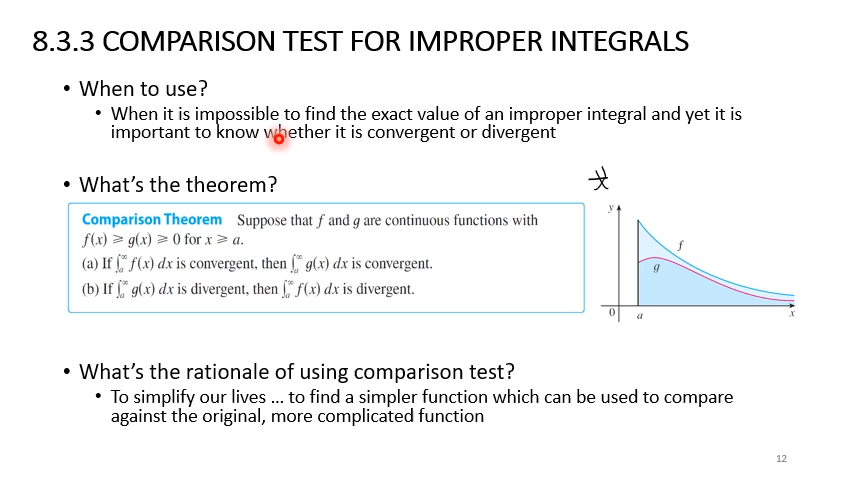 8.3.3 COMPARISON TEST FOR IMPROPER INTEGRALS
• When to use?
• When it is impossible to find the exact value of an improper integral and yet it is
important to know whether it is convergent or divergent
• What's the theorem?
Comparison Theorem Suppose that f and g are continuous functions with
f(x) ≥ g(x) ≥ 0 for x ≥ a.
(a) If ∫ₐ^∞ f(x) dx is convergent, then ∫ₐ^∞ g(x) dx is convergent.
(b) If ∫ₐ^∞ g(x) dx is divergent, then ∫ₐ^∞ f(x) dx is divergent.
y
f
g
0
a
x
• What's the rationale of using comparison test?
• To simplify our lives … to find a simpler function which can be used to compare
against the original, more complicated function
12